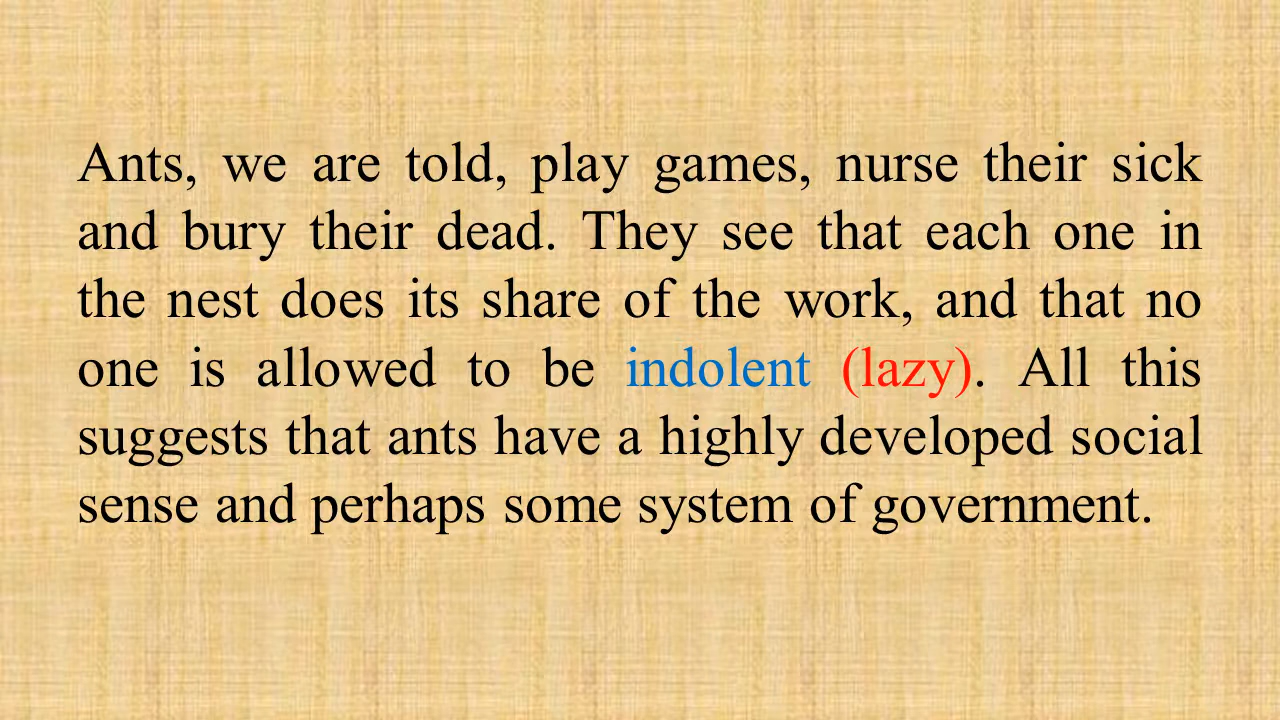 Ants, we are told, play games, nurse their sick
and bury their dead. They see that each one in
the nest does its share of the work, and that no
one is allowed to be indolent (lazy). All this
suggests that ants have a highly developed social
sense and perhaps some system of government.